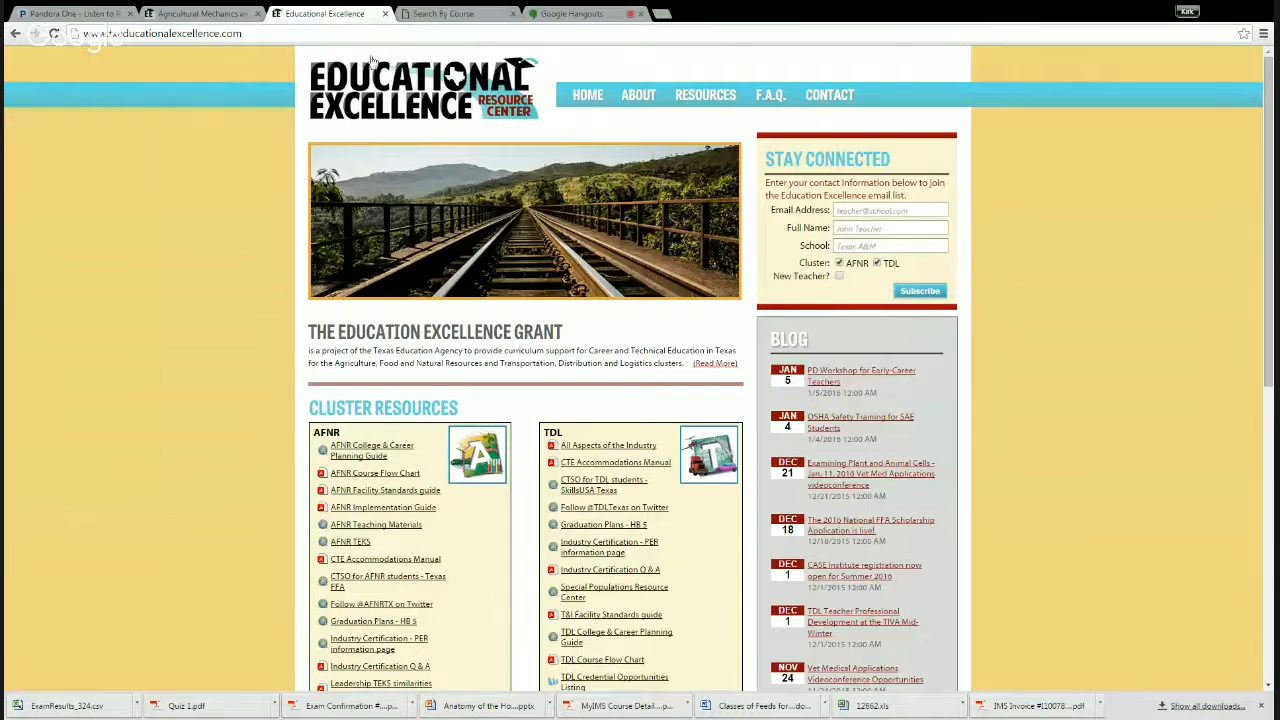 Pandora One - Listen to R
Agricultural Mechanics an
Educational Excellence
Search By Course
Google Hangouts
Kirk
www.txeducationalexcellence.com
Google
EDUCATIONAL
EXCELLENCE
RESOURCE
CENTER
HOME
ABOUT
RESOURCES
F.A.Q.
CONTACT
STAY CONNECTED
Enter your contact information below to join
the Education Excellence email list.
Email Address: teacher@school.com
Full Name: John Teacher
School: Texas A&M
Cluster: AFNR TDL
New Teacher?
Subscribe
THE EDUCATION EXCELLENCE GRANT
is a project of the Texas Education Agency to provide curriculum support for Career and Technical Education in Texas
for the Agriculture, Food and Natural Resources and Transportation, Distribution and Logistics clusters. (Read More)
CLUSTER RESOURCES
AFNR
A
AFNR College & Career
Planning Guide
AFNR Course Flow Chart
AFNR Facility Standards guide
AFNR Implementation Guide
AFNR Teaching Materials
AFNR TEKS
CTE Accommodations Manual
CTSO for AFNR students - Texas
FFA
Follow @AFNRTX on Twitter
Graduation Plans - HB 5
Industry Certification - PER
information page
Industry Certification Q & A
Leadership TEKS similarities
TDL
T
All Aspects of the Industry
CTE Accommodations Manual
CTSO for TDL students -
SkillsUSA Texas
Follow @TDLTexas on Twitter
Graduation Plans - HB 5
Industry Certification - PER
information page
Industry Certification Q & A
Special Populations Resource
Center
T&I Facility Standards guide
TDL College & Career Planning
Guide
TDL Course Flow Chart
TDL Credential Opportunities
Listing
BLOG
JAN
5
PD Workshop for Early-Career
Teachers
1/5/2016 12:00 AM
JAN
4
OSHA Safety Training for SAE
Students
1/4/2016 12:00 AM
DEC
21
Examining Plant and Animal Cells -
Jan. 11, 2016 Vet Med Applications
videoconference
12/21/2015 12:00 AM
DEC
18
The 2016 National FFA Scholarship
Application is live!
12/18/2015 12:00 AM
DEC
1
CASE Institute registration now
open for Summer 2016
12/1/2015 12:00 AM
DEC
1
TDL Teacher Professional
Development at the TIVA Mid-
Winter
12/1/2015 12:00 AM
NOV
24
Vet Medical Applications
Videoconference Opportunities
11/24/2015 12:00 AM
ExamResults_324.csv
Quiz 1.pdf
Exam Confirmation #....pdf
Anatomy of the Ho....pptx
MyIMS Course Detail....pdf
Classes of Feeds for....docx
12662.xls
IMS Invoice #I10078...pdf
Show all downloads...